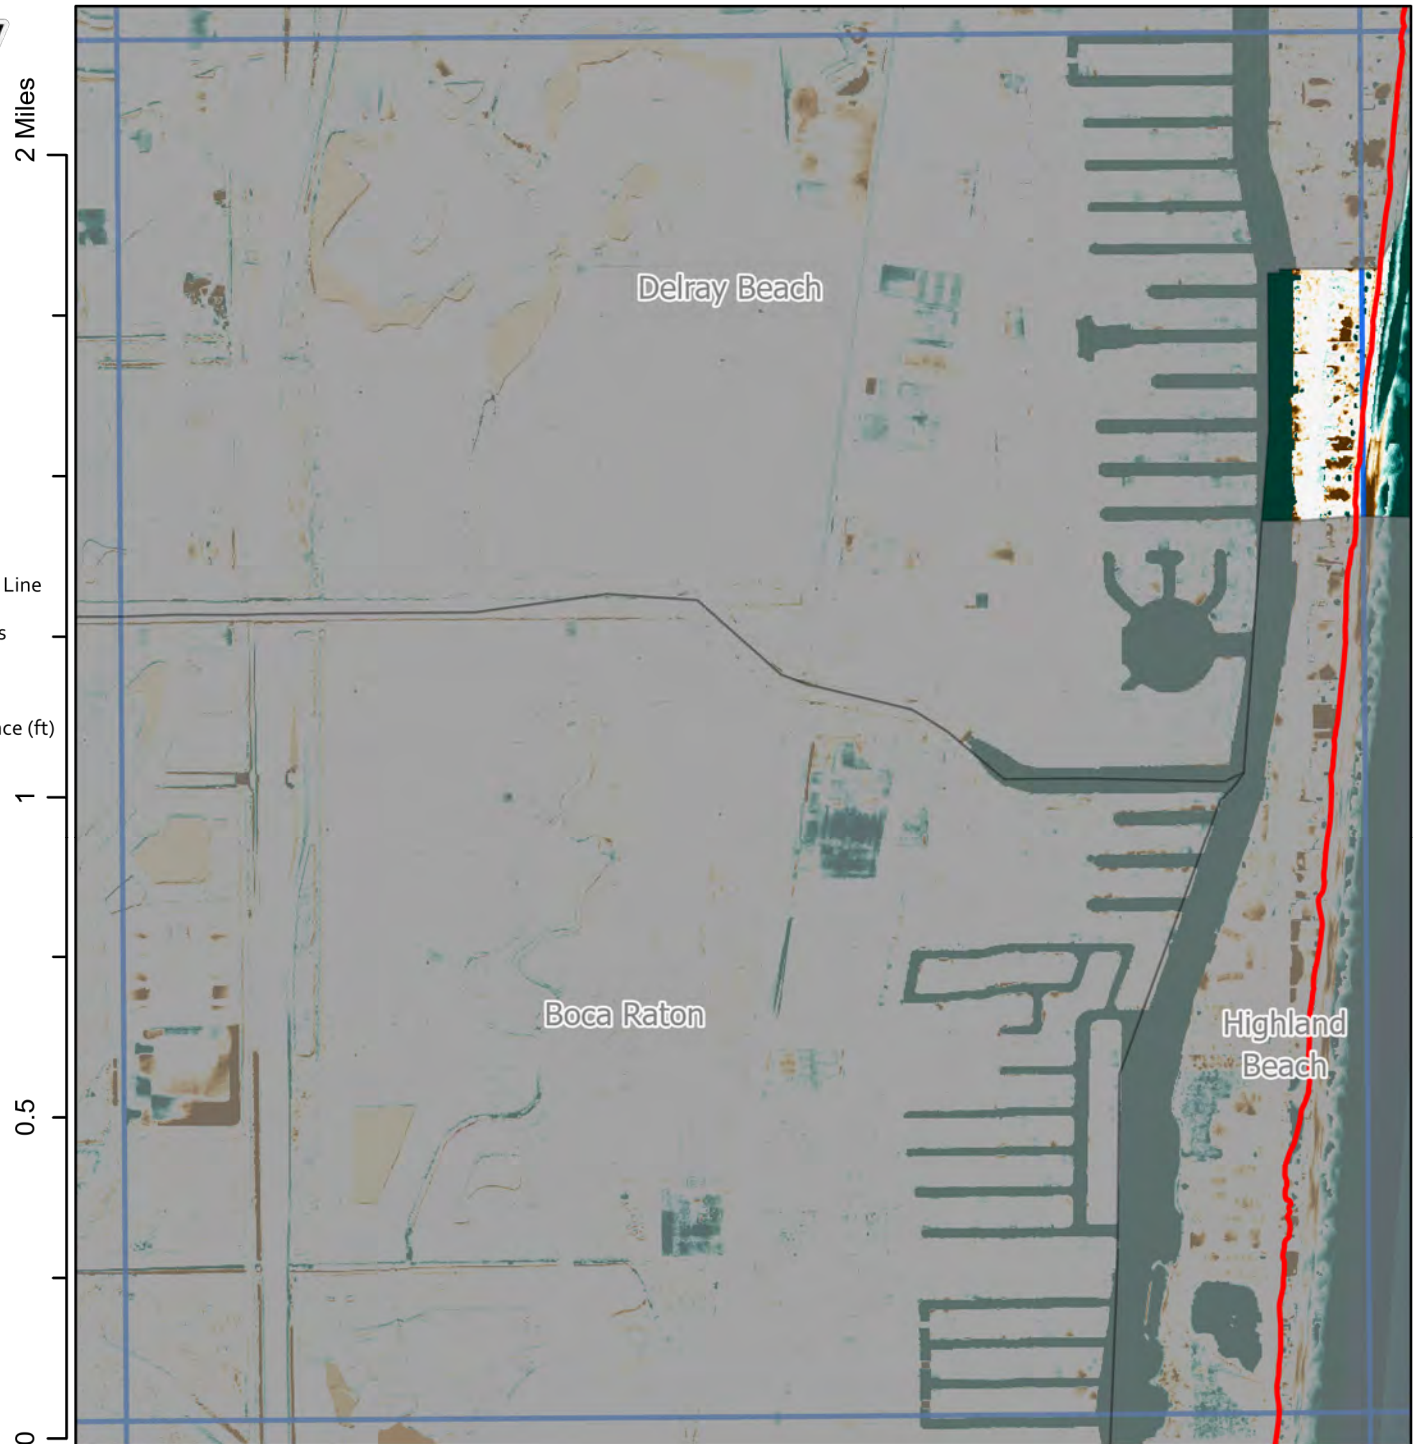 2 Miles
Delray Beach
Line
s
ce (ft)
1
Boca Raton
Highland
Beach
0.5
0